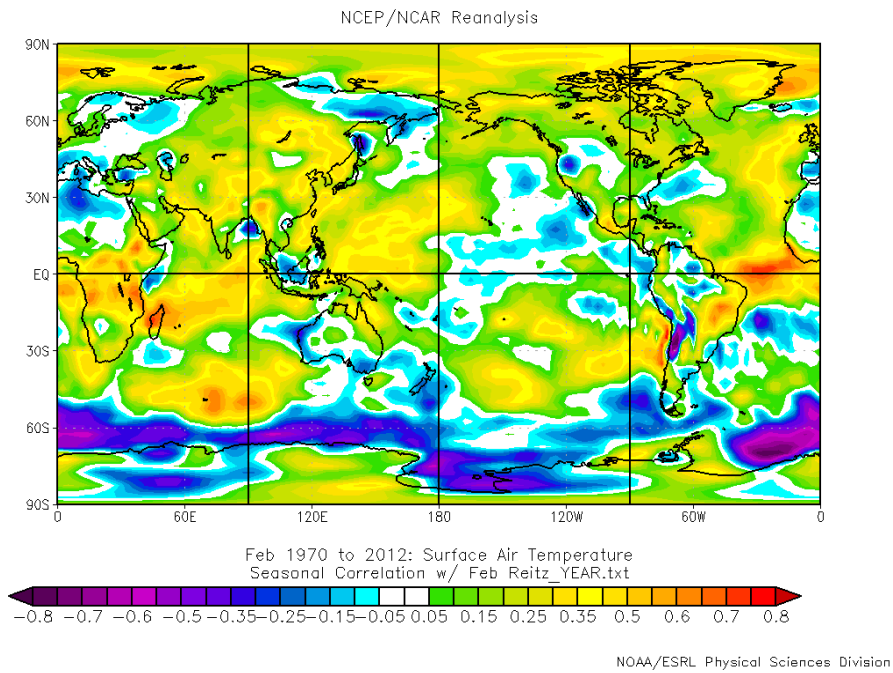 NCEP/NCAR Reanalysis
90N
70N
60N
30N
EQ
30S
60S
90S
0 60E 120E 180 120W 60W 0
Feb 1970 to 2012: Surface Air Temperature
Seasonal Correlation w/ Feb Reitz_YEAR.txt
-0.8 -0.7 -0.6 -0.5 -0.35 -0.25 -0.15 -0.05 0.05 0.15 0.25 0.35 0.5 0.6 0.7 0.8
NOAA/ESRL Physical Sciences Division